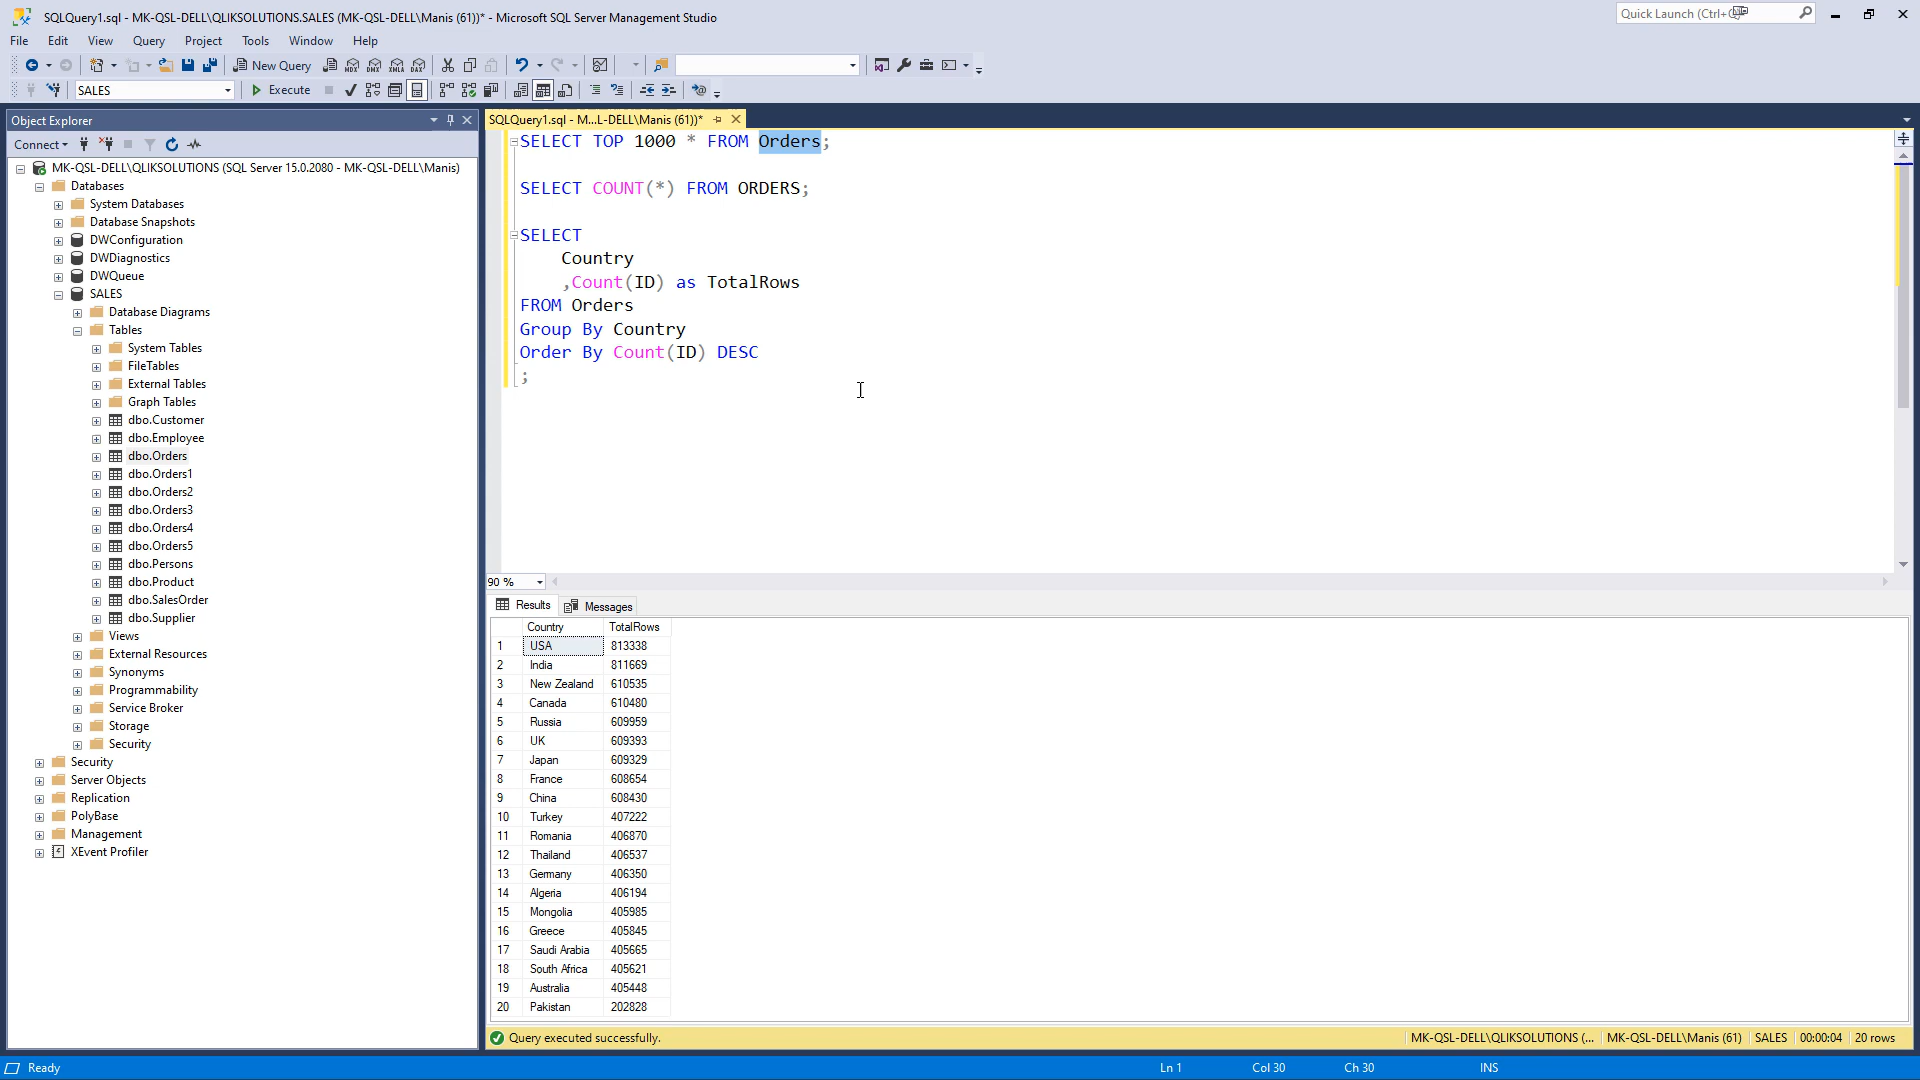 SQLQuery1.sql - MK-QSL-DELL\QLIKSOLUTIONS.SALES (MK-QSL-DELL\Manis (61))* - Microsoft SQL Server Management Studio
File Edit View Query Project Tools Window Help
New Query
SALES Execute
Object Explorer
Connect
MK-QSL-DELL\QLIKSOLUTIONS (SQL Server 15.0.2080 - MK-QSL-DELL\Manis)
Databases
System Databases
Database Snapshots
DWConfiguration
DWDiagnostics
DWQueue
SALES
Database Diagrams
Tables
System Tables
FileTables
External Tables
Graph Tables
dbo.Customer
dbo.Employee
dbo.Orders
dbo.Orders1
dbo.Orders2
dbo.Orders3
dbo.Orders4
dbo.Orders5
dbo.Persons
dbo.Product
dbo.SalesOrder
dbo.Supplier
Views
External Resources
Synonyms
Programmability
Service Broker
Storage
Security
Security
Server Objects
Replication
PolyBase
Management
XEvent Profiler
SQLQuery1.sql - M...L-DELL\Manis (61))*
SELECT TOP 1000 * FROM Orders;
SELECT COUNT(*) FROM ORDERS;
SELECT
Country
,Count(ID) as TotalRows
FROM Orders
Group By Country
Order By Count(ID) DESC
;
90 %
Results Messages
Country TotalRows
1 USA 813338
2 India 811669
3 New Zealand 610535
4 Canada 610480
5 Russia 609959
6 UK 609393
7 Japan 609329
8 France 608654
9 China 608430
10 Turkey 407222
11 Romania 406870
12 Thailand 406537
13 Germany 406350
14 Algeria 406194
15 Mongolia 405985
16 Greece 405845
17 Saudi Arabia 405665
18 South Africa 405621
19 Australia 405448
20 Pakistan 202828
Query executed successfully. MK-QSL-DELL\QLIKSOLUTIONS (... MK-QSL-DELL\Manis (61) SALES 00:00:04 20 rows
Ready Ln 1 Col 30 Ch 30 INS